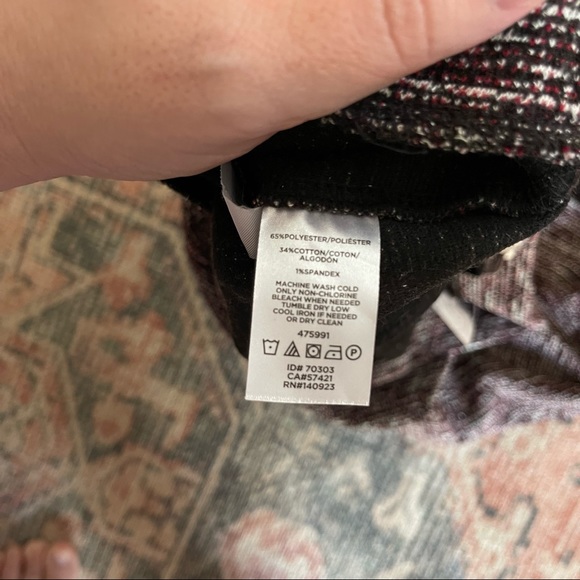 65%POLYESTER/POLIÉSTER
34%COTTON/COTON/
ALGODÓN
1%SPANDEX
MACHINE WASH COLD
ONLY NON-CHLORINE
BLEACH WHEN NEEDED
TUMBLE DRY LOW
COOL IRON IF NEEDED
OR DRY CLEAN
475991
P
ID# 70303
CA#57421
RN#140923